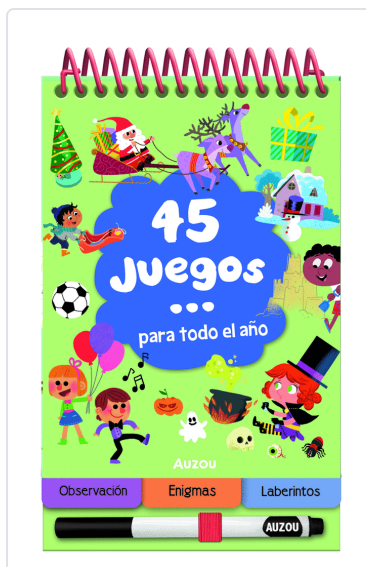 45
Juegos
...
para todo el año
AUZOU
Observación
Enigmas
Laberintos
AUZOU